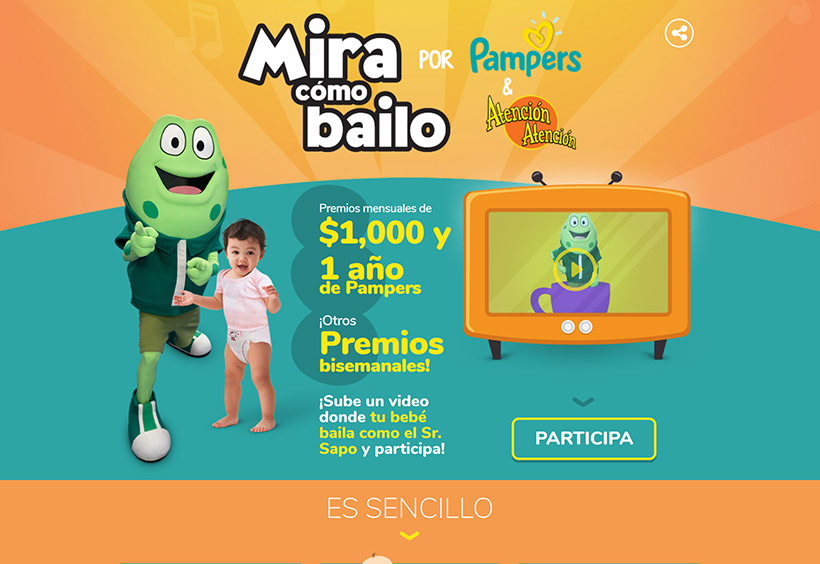 Mira
cómo
bailo
POR
Pampers
&
Atención
Atención
Premios mensuales de
$1,000 y
1 año
de Pampers
¡Otros
Premios
bisemanales!
¡Sube un video
donde tu bebé
baila como el Sr.
Sapo y participa!
PARTICIPA
ES SENCILLO